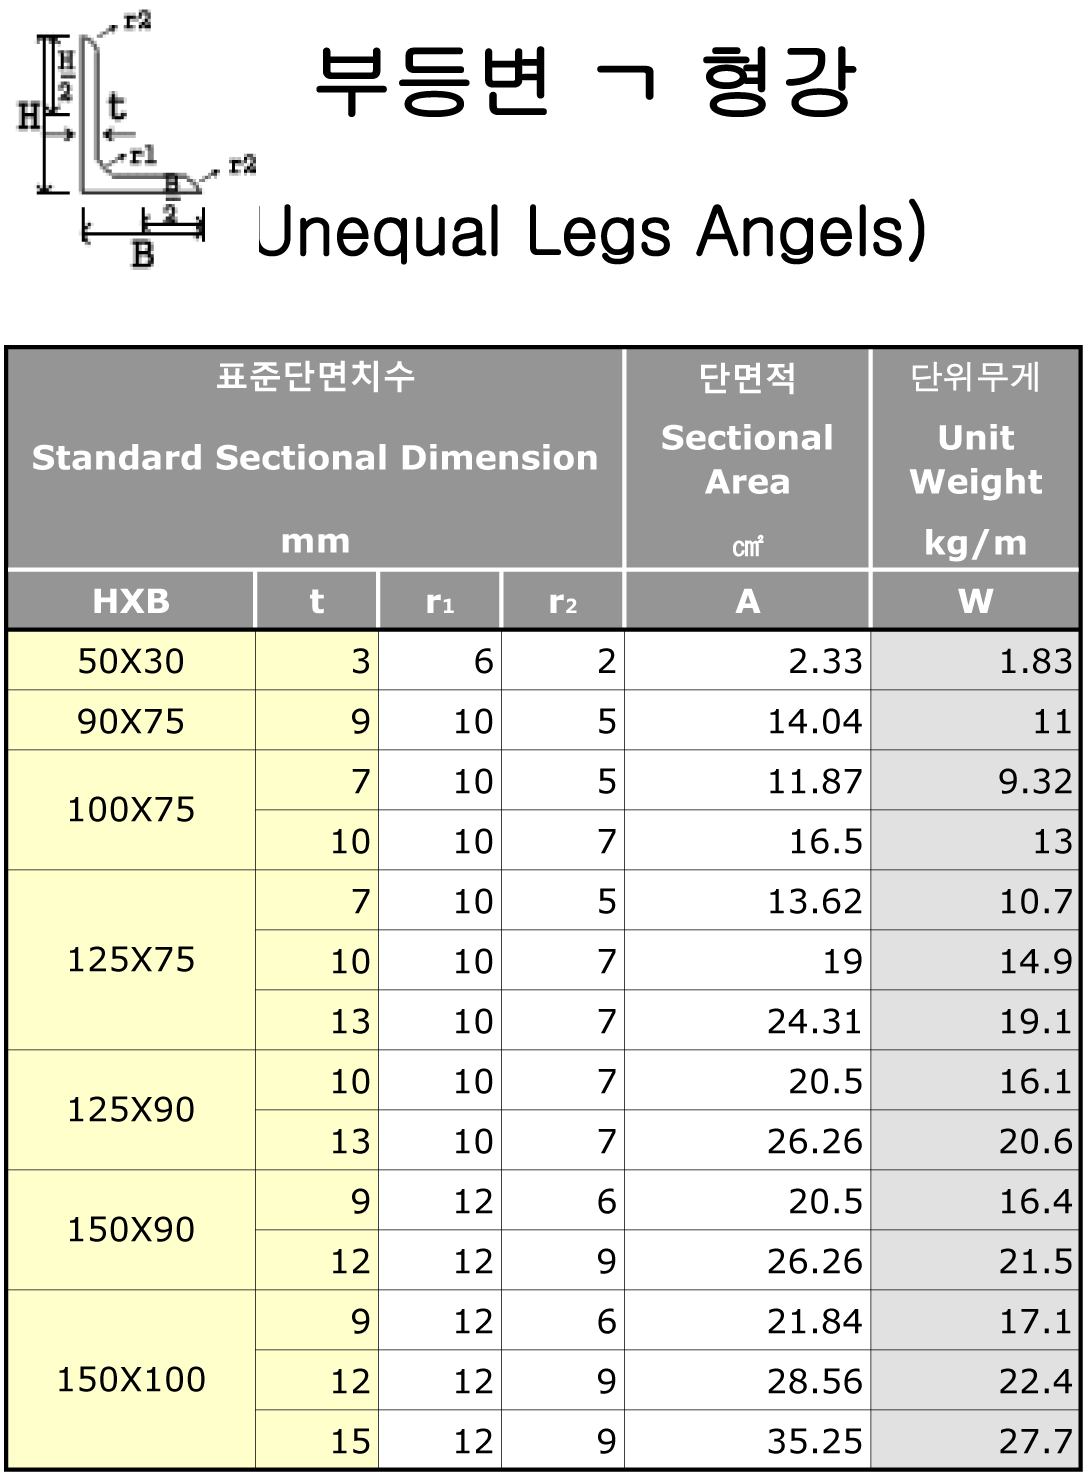 r2
H
2
H
t
r1
r2
B
2
B
부등변 ㄱ 형강
Unequal Legs Angels)
표준단면치수
Standard Sectional Dimension
mm
단면적
Sectional
Area
㎠
단위무게
Unit
Weight
kg/m
HXB t r1 r2 A W
50X30 3 6 2 2.33 1.83
90X75 9 10 5 14.04 11
100X75 7 10 5 11.87 9.32
10 10 7 16.5 13
125X75 7 10 5 13.62 10.7
10 10 7 19 14.9
13 10 7 24.31 19.1
125X90 10 10 7 20.5 16.1
13 10 7 26.26 20.6
150X90 9 12 6 20.5 16.4
12 12 9 26.26 21.5
150X100 9 12 6 21.84 17.1
12 12 9 28.56 22.4
15 12 9 35.25 27.7